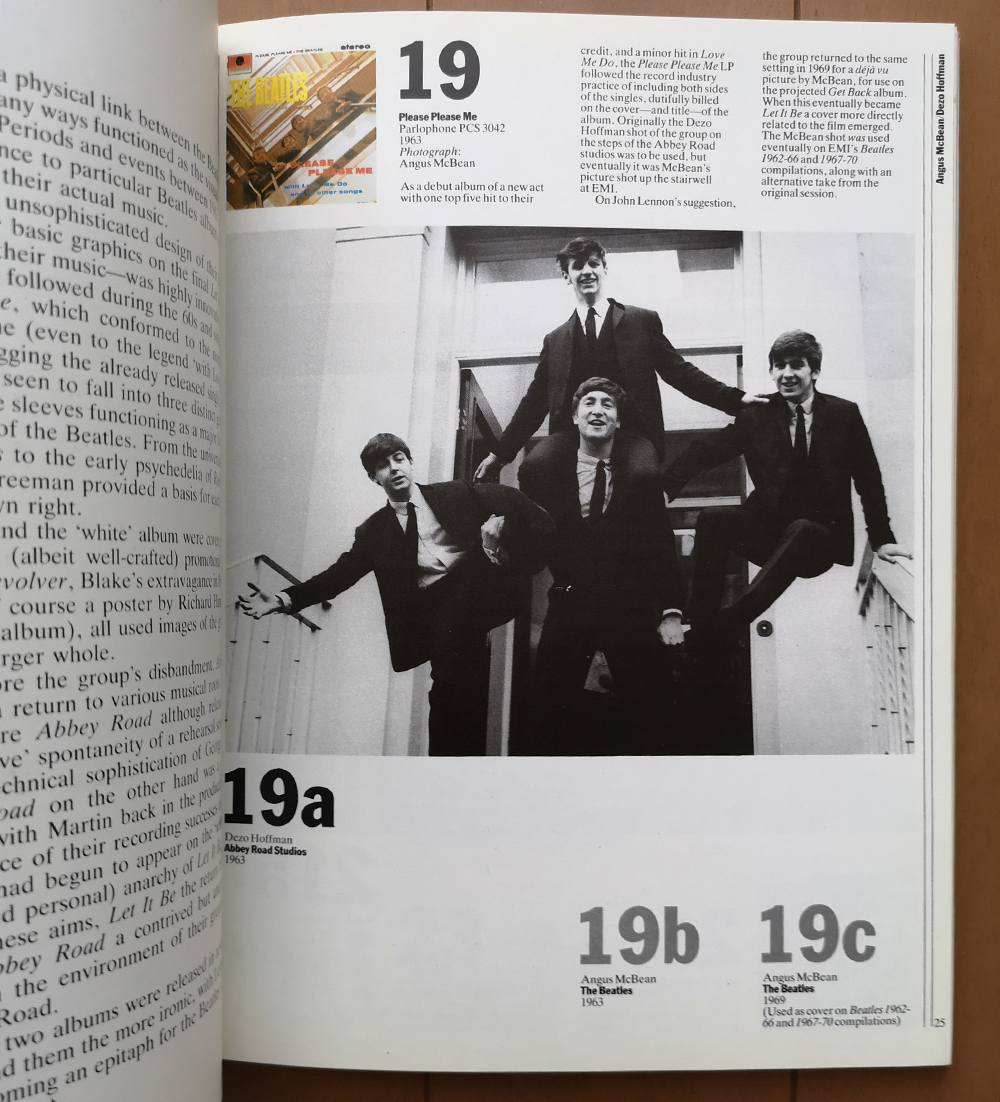 a physical link between the
any ways functioned as the
Periods and events between
nce to particular Beatles
their actual music.
unsophisticated design of
basic graphics on the final
their music—was highly
followed during the 60s and
e, which conformed to the
ne (even to the legend 'with
gging the already released
seen to fall into three distinct
e sleeves functioning as a major
of the Beatles. From the
s to the early psychedelia of
reeman provided a basis for
wn right.
and the 'white' album were
(albeit well-crafted)
evolver, Blake's extravagance in
course a poster by Richard
album), all used images of the
rger whole.
ore the group's disbandment,
return to various musical
re Abbey Road although
ve' spontaneity of a rehearsal
chnical sophistication of
oad on the other hand was
with Martin back in the
ce of their recording successes
had begun to appear on the
d personal) anarchy of Let It
hese aims, Let It Be the
bbey Road a contrived but
n the environment of their
Road.
two albums were released in
nd them the more ironic, with
oming an epitaph for the
stereo
PLEASE PLEASE ME • THE BEATLES
THE BEATLES
PLEASE
PLEASE ME
with Love Me Do
and 12 other songs
19
Please Please Me
Parlophone PCS 3042
1963
Photograph:
Angus McBean
As a debut album of a new act
with one top five hit to their
credit, and a minor hit in Love
Me Do, the Please Please Me LP
followed the record industry
practice of including both sides
of the singles, dutifully billed
on the cover—and title—of the
album. Originally the Dezo
Hoffman shot of the group on
the steps of the Abbey Road
studios was to be used, but
eventually it was McBean's
picture shot up the stairwell
at EMI.
On John Lennon's suggestion,
the group returned to the same
setting in 1969 for a déjà vu
picture by McBean, for use on
the projected Get Back album.
When this eventually became
Let It Be a cover more directly
related to the film emerged.
The McBean shot was used
eventually on EMI's Beatles
1962-66 and 1967-70
compilations, along with an
alternative take from the
original session.
Angus McBean/Dezo Hoffman
19a
Dezo Hoffman
Abbey Road Studios
1963
19b
Angus McBean
The Beatles
1963
19c
Angus McBean
The Beatles
1969
(Used as cover on Beatles 1962-
66 and 1967-70 compilations)
25